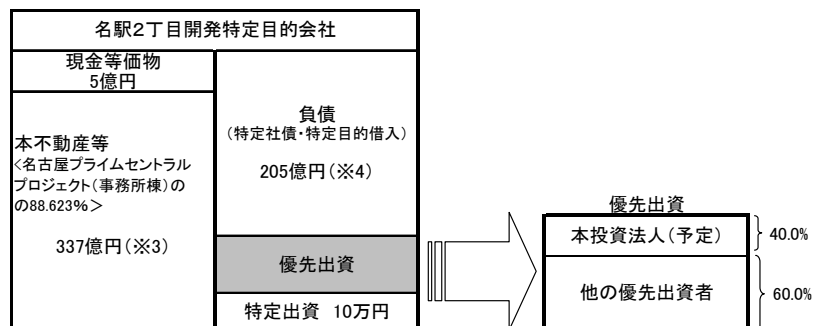 名駅2丁目開発特定目的会社
現金等価物
5億円
本不動産等
<名古屋プライムセントラル
プロジェクト(事務所棟)の
の88.623%>
337億円(※3)
負債
(特定社債・特定目的借入)
205億円(※4)
優先出資
特定出資 10万円
優先出資
本投資法人(予定)
40.0%
他の優先出資者
60.0%